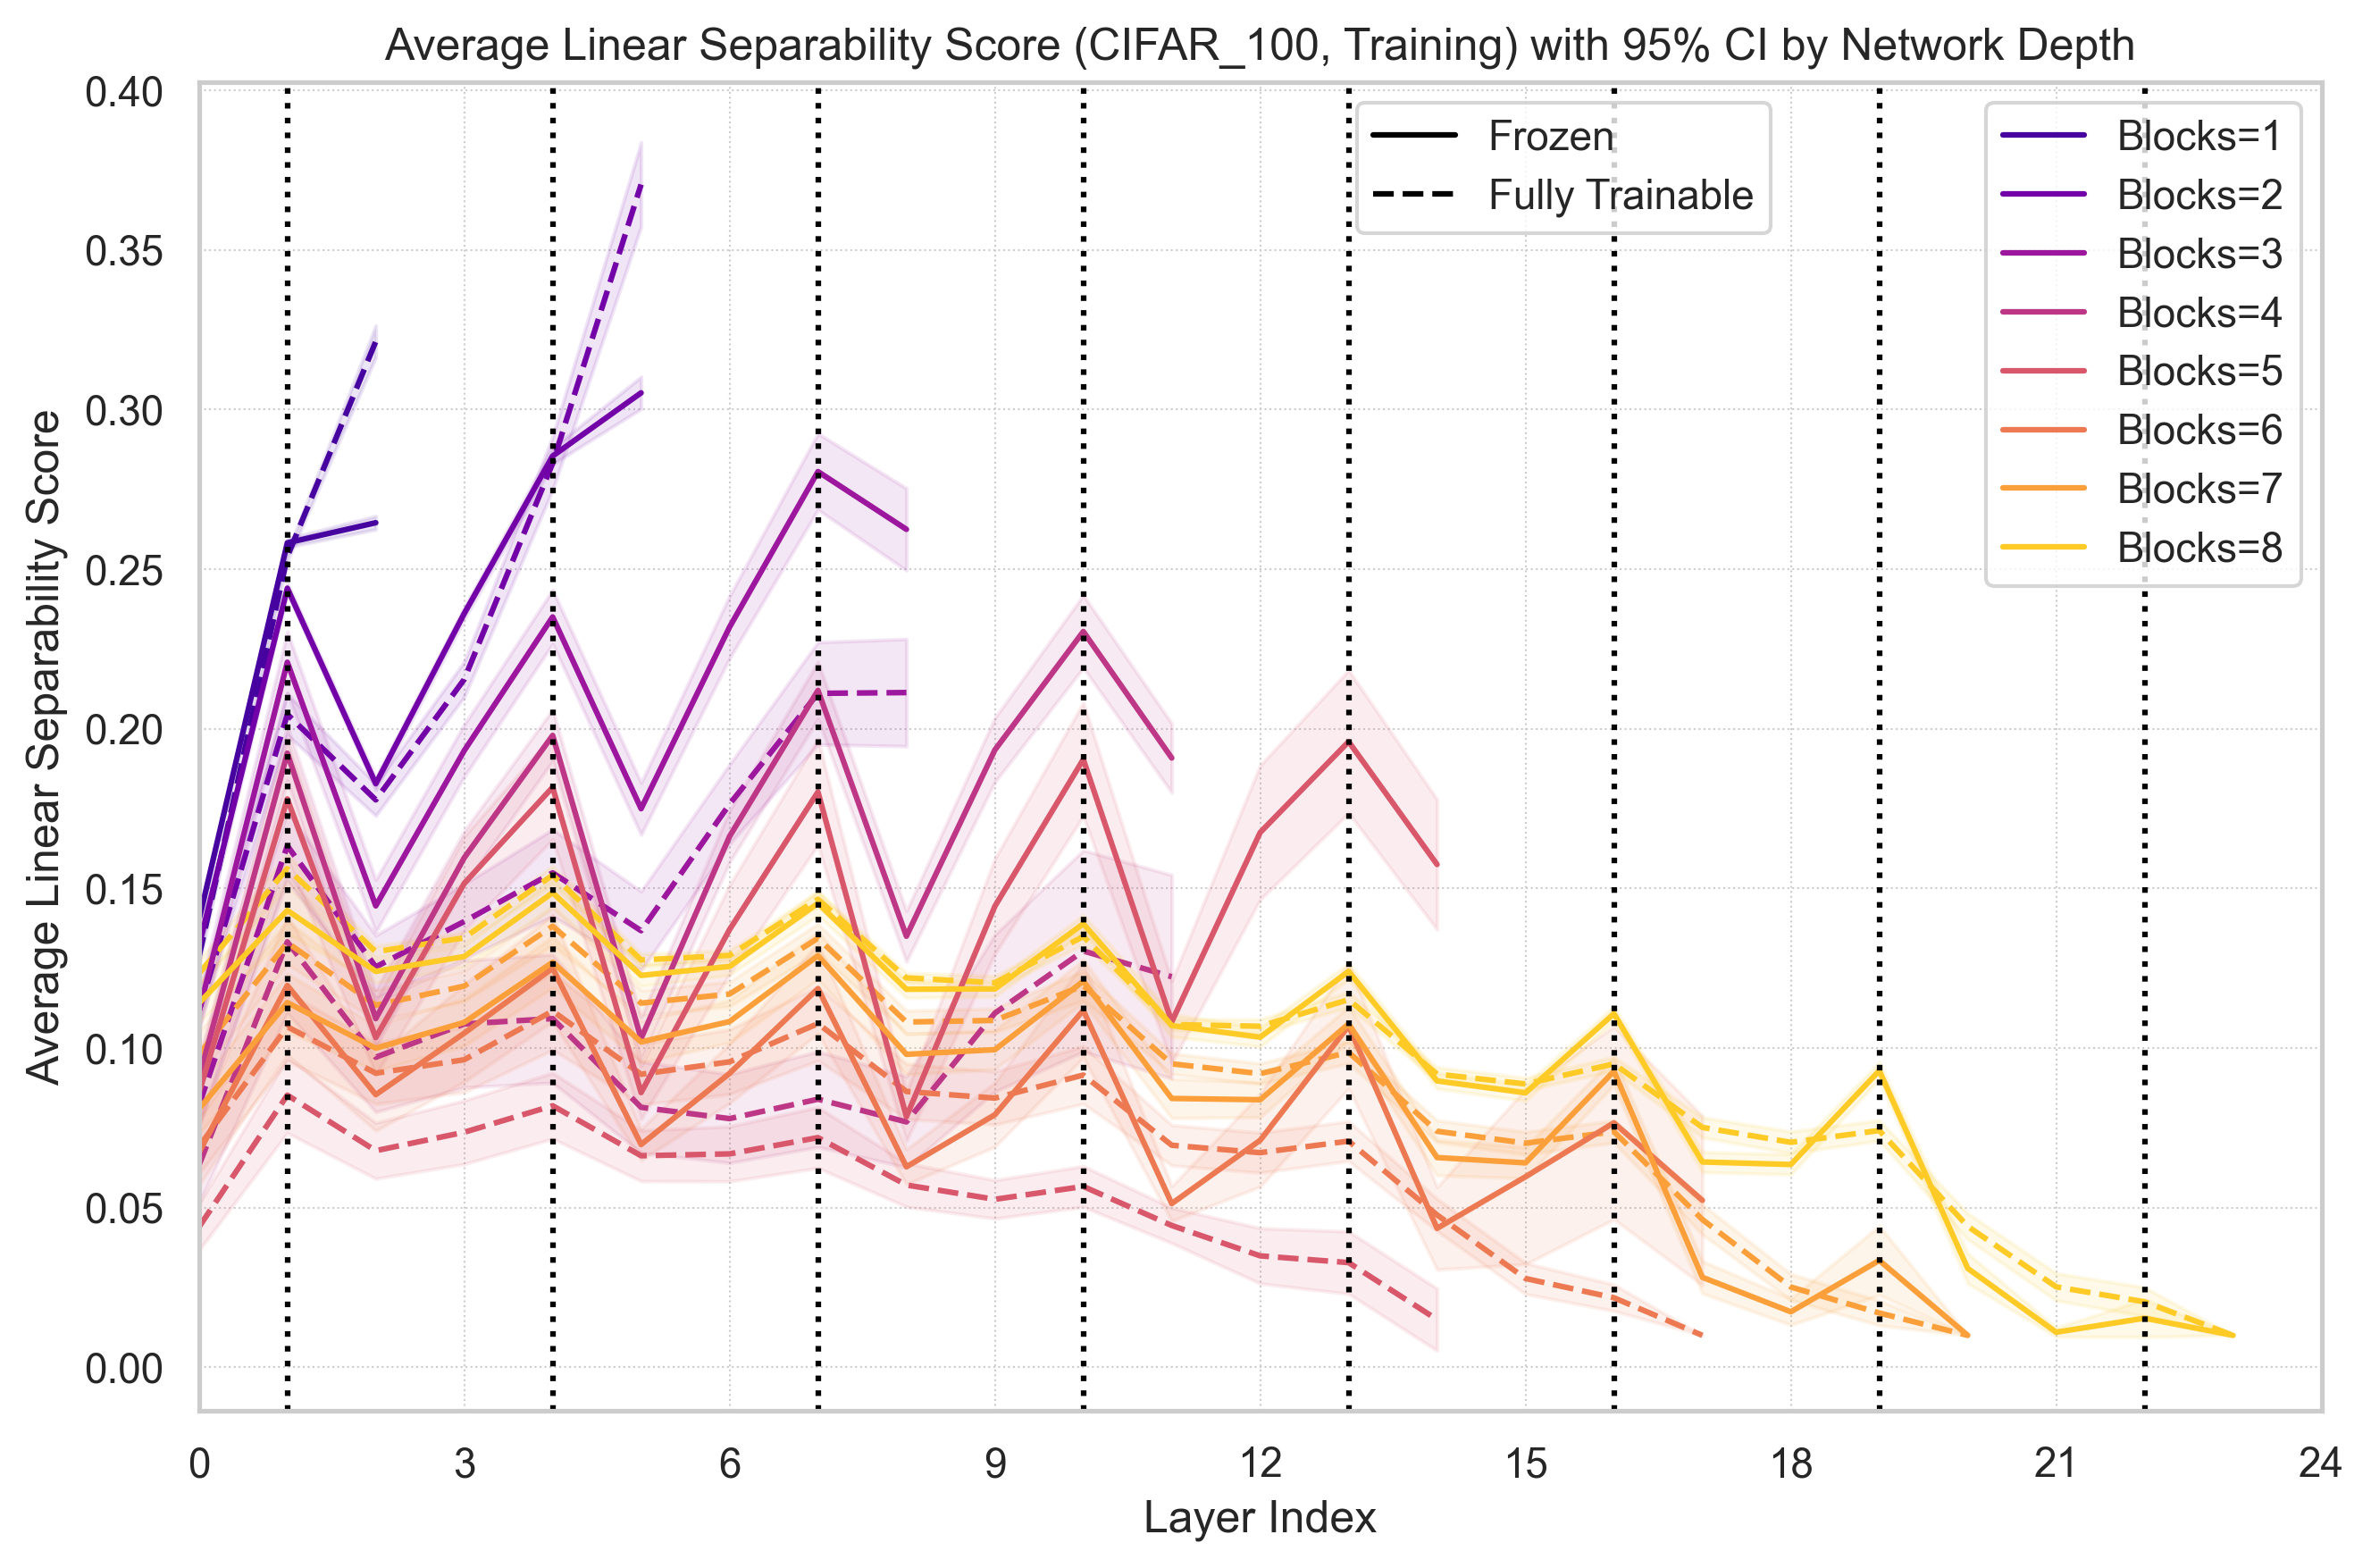 Average Linear Separability Score (CIFAR_100, Training) with 95% CI by Network Depth
Average Linear Separability Score
0.40
0.35
0.30
0.25
0.20
0.15
0.10
0.05
0.00
Frozen
Fully Trainable
Blocks=1
Blocks=2
Blocks=3
Blocks=4
Blocks=5
Blocks=6
Blocks=7
Blocks=8
0 3 6 9 12 15 18 21 24
Layer Index